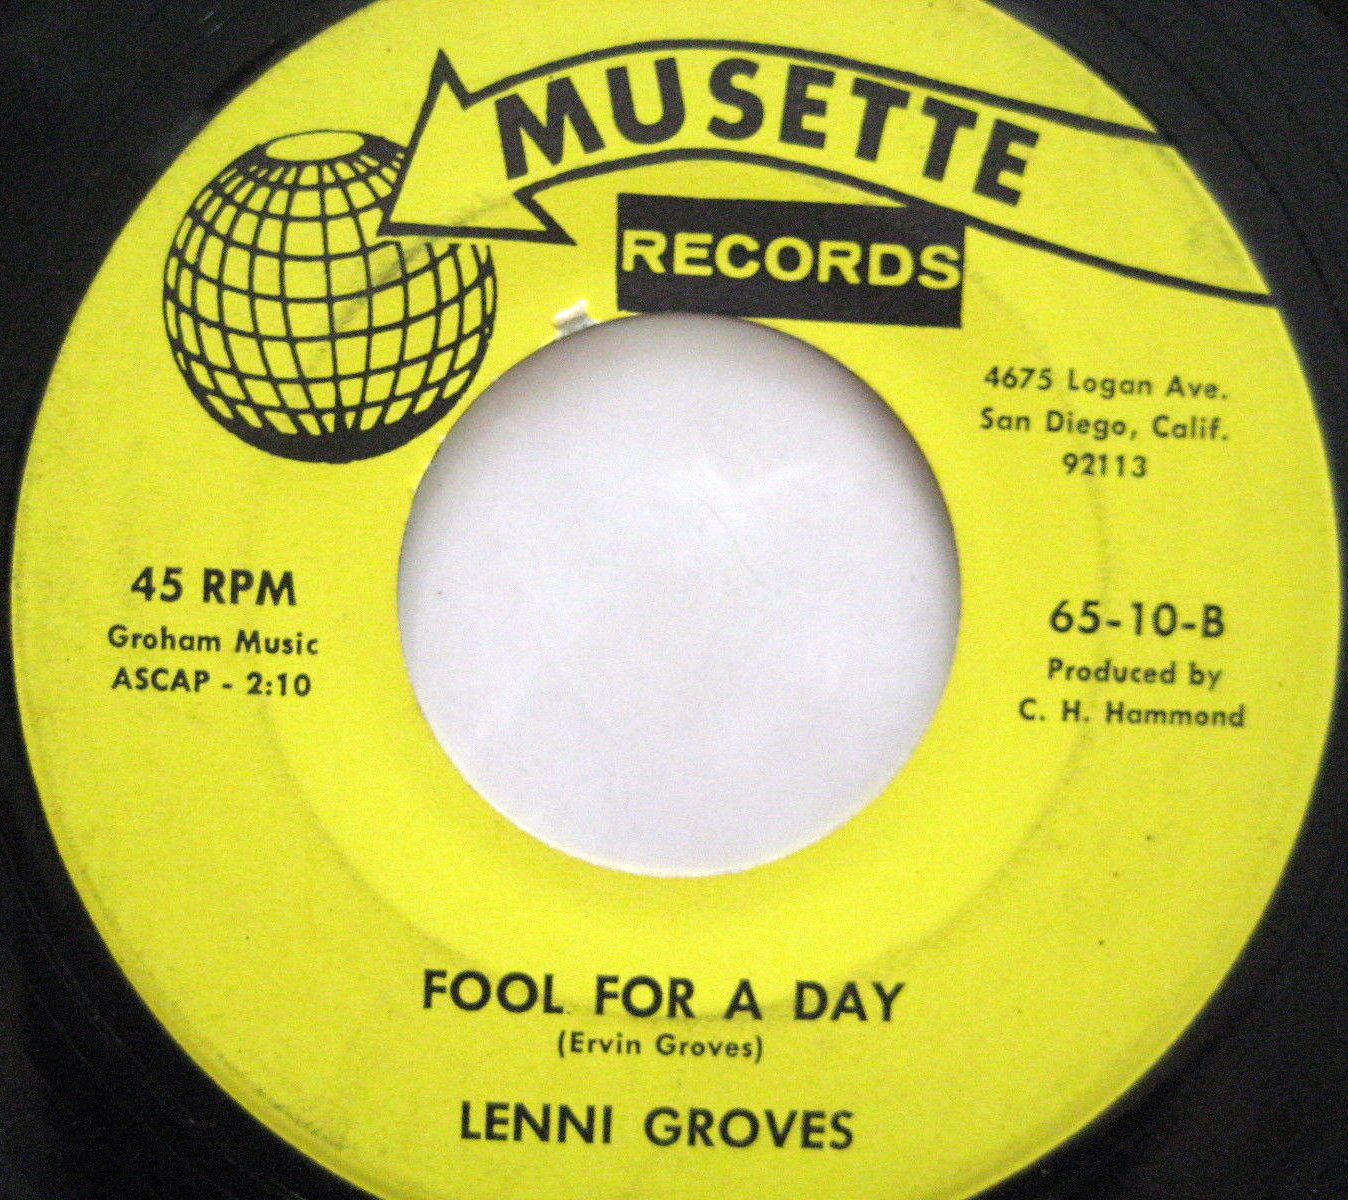 MUSETTE
RECORDS
4675 Logan Ave.
San Diego, Calif.
92113
45 RPM
Groham Music
ASCAP - 2:10
65-10-B
Produced by
C. H. Hammond
FOOL FOR A DAY
(Ervin Groves)
LENNI GROVES